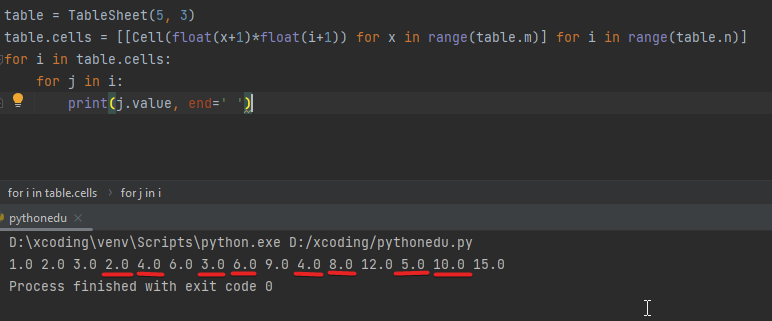 table = TableSheet(5, 3)
table.cells = [[Cell(float(x+1)*float(i+1)) for x in range(table.m)] for i in range(table.n)]
for i in table.cells:
    for j in i:
        print(j.value, end=' ')
for i in table.cells > for j in i
pythonedu ×
D:\xcoding\venv\Scripts\python.exe D:/xcoding/pythonedu.py
1.0 2.0 3.0 2.0 4.0 6.0 3.0 6.0 9.0 4.0 8.0 12.0 5.0 10.0 15.0
Process finished with exit code 0